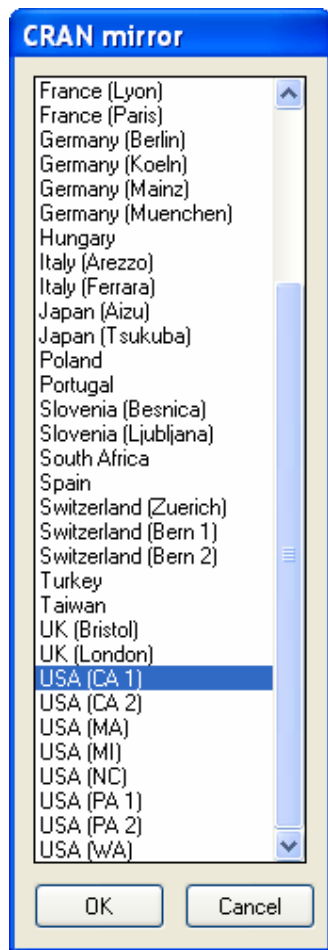 CRAN mirror
France (Lyon)
France (Paris)
Germany (Berlin)
Germany (Koeln)
Germany (Mainz)
Germany (Muenchen)
Hungary
Italy (Arezzo)
Italy (Ferrara)
Japan (Aizu)
Japan (Tsukuba)
Poland
Portugal
Slovenia (Besnica)
Slovenia (Ljubljana)
South Africa
Spain
Switzerland (Zuerich)
Switzerland (Bern 1)
Switzerland (Bern 2)
Turkey
Taiwan
UK (Bristol)
UK (London)
USA (CA 1)
USA (CA 2)
USA (MA)
USA (MI)
USA (NC)
USA (PA 1)
USA (PA 2)
USA (WA)
OK Cancel